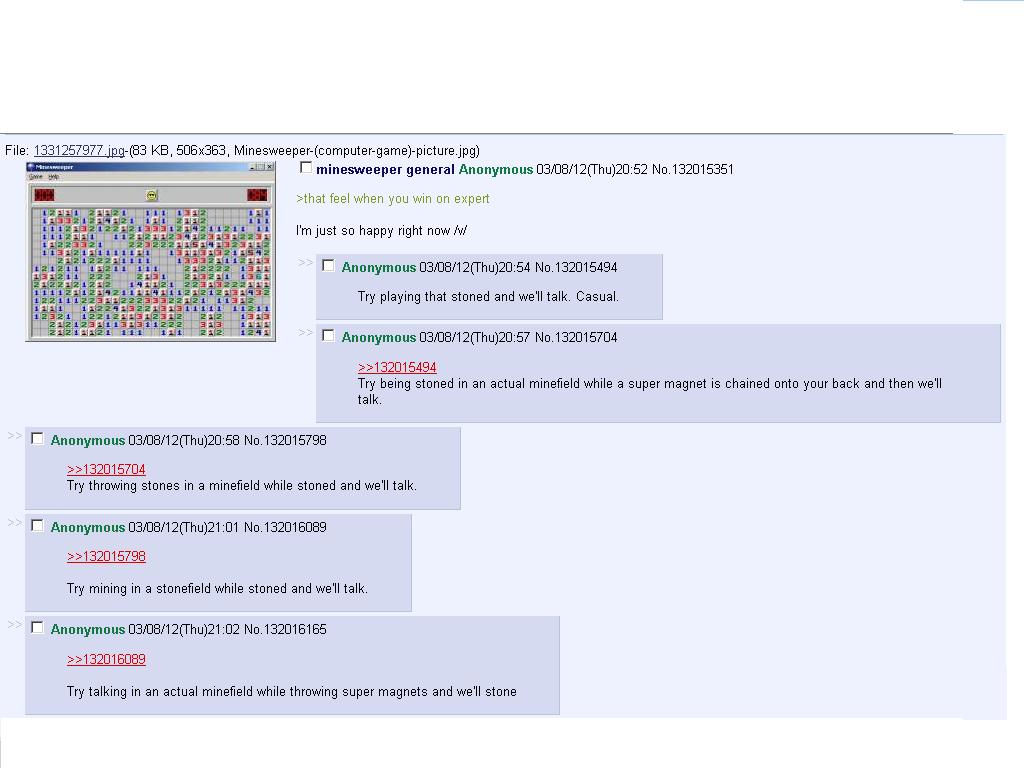 File: 1331257977.jpg-(83 KB, 506x363, Minesweeper-(computer-game)-picture.jpg)
Minesweeper
Game Help
minesweeper general Anonymous 03/08/12(Thu)20:52 No.132015351
>that feel when you win on expert
I'm just so happy right now /v/
>> Anonymous 03/08/12(Thu)20:54 No.132015494
Try playing that stoned and we'll talk. Casual.
>> Anonymous 03/08/12(Thu)20:57 No.132015704
>>132015494
Try being stoned in an actual minefield while a super magnet is chained onto your back and then we'll
talk.
>> Anonymous 03/08/12(Thu)20:58 No.132015798
>>132015704
Try throwing stones in a minefield while stoned and we'll talk.
>> Anonymous 03/08/12(Thu)21:01 No.132016089
>>132015798
Try mining in a stonefield while stoned and we'll talk.
>> Anonymous 03/08/12(Thu)21:02 No.132016165
>>132016089
Try talking in an actual minefield while throwing super magnets and we'll stone